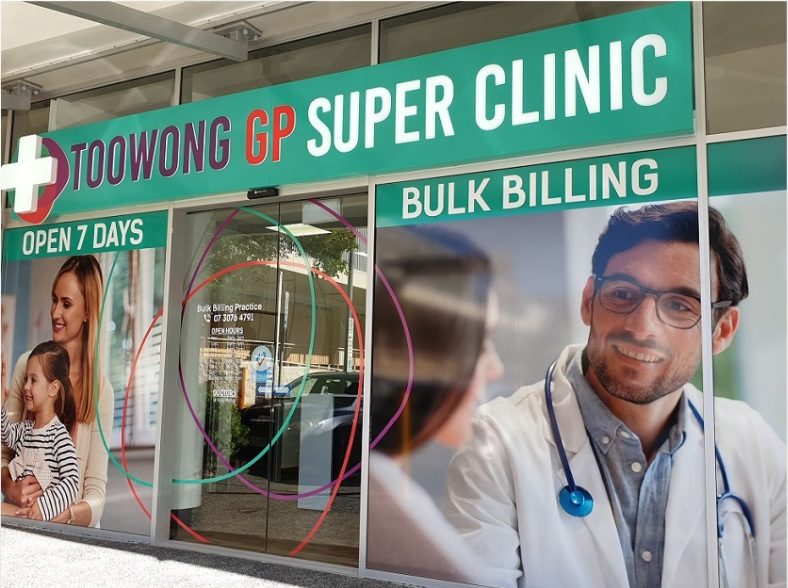 TOOWONG GP SUPER CLINIC
OPEN 7 DAYS
BULK BILLING
Bulk Billing Practice
07 3076 4791
OPEN HOURS
DOCTORS